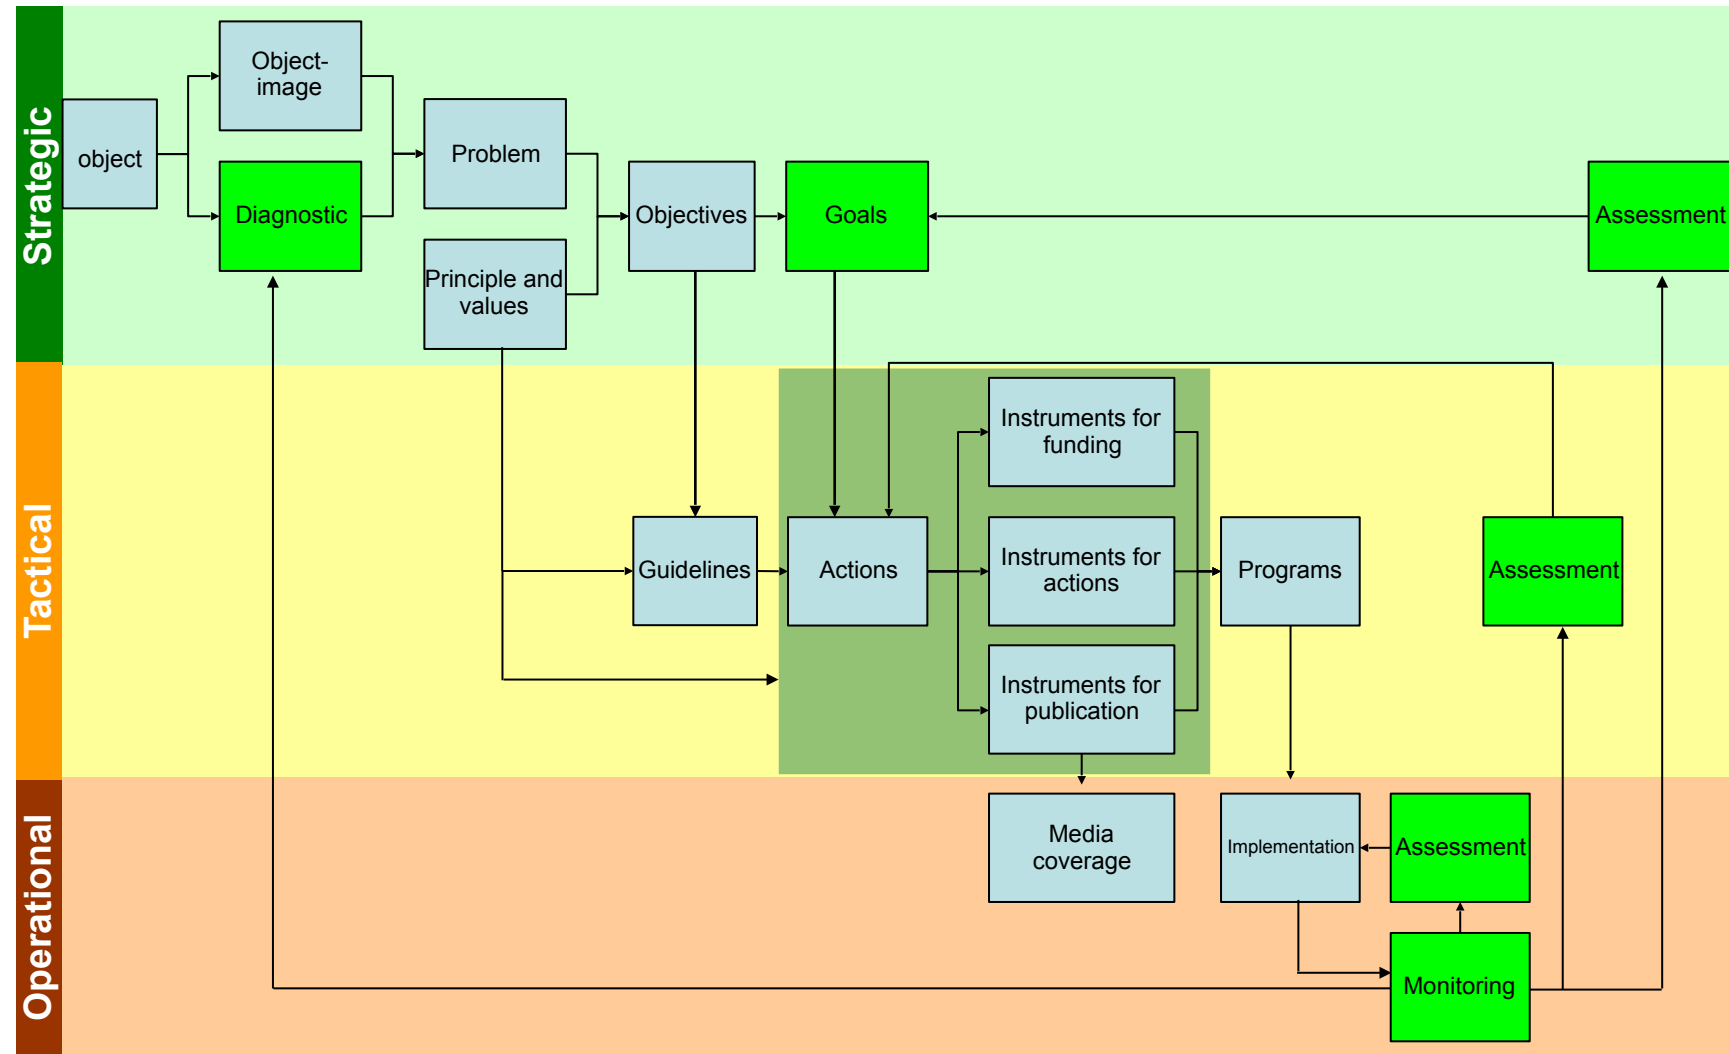 Strategic
object
Object-
image
Diagnostic
Problem
Principle and
values
Objectives
Goals
Assessment
Tactical
Guidelines
Actions
Instruments for
funding
Instruments for
actions
Instruments for
publication
Programs
Assessment
Operational
Media
coverage
Implementation
Assessment
Monitoring